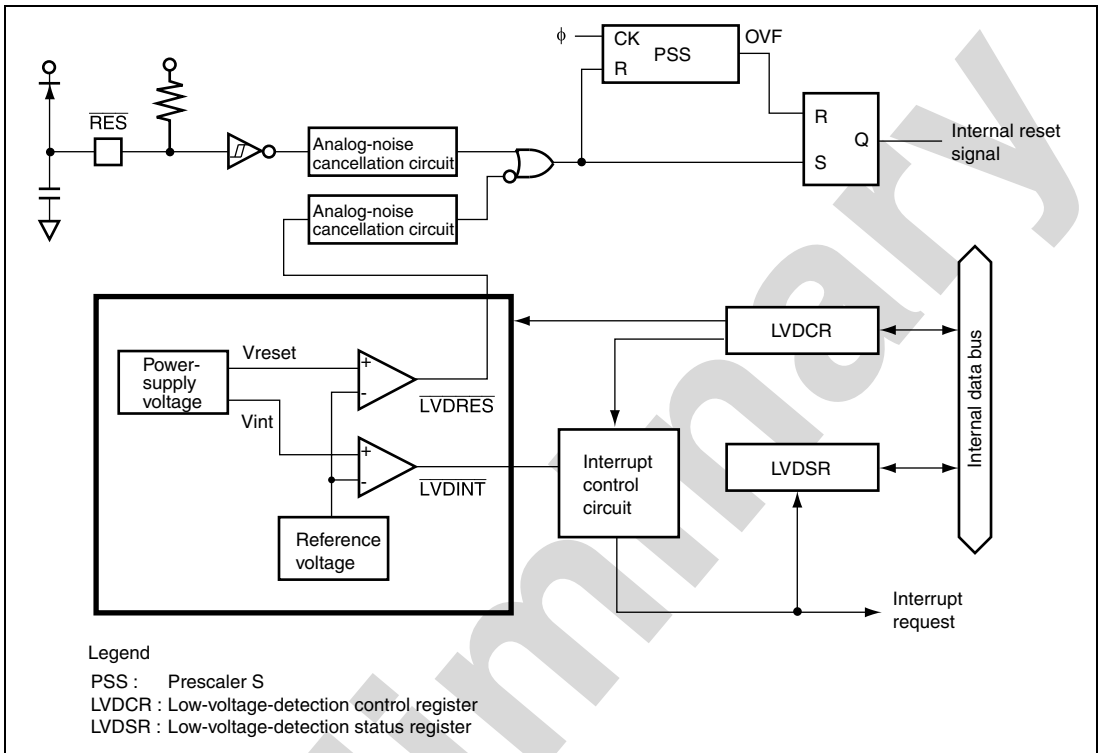 φ
CK
PSS
R
OVF
RES
Analog-noise
cancellation circuit
Analog-noise
cancellation circuit
R
Q
S
Internal reset
signal
Power-
supply
voltage
Vreset
Vint
+
-
LVDRES
+
-
LVDINT
Reference
voltage
Interrupt
control
circuit
LVDCR
LVDSR
Internal data bus
Interrupt
request
Legend
PSS : Prescaler S
LVDCR : Low-voltage-detection control register
LVDSR : Low-voltage-detection status register